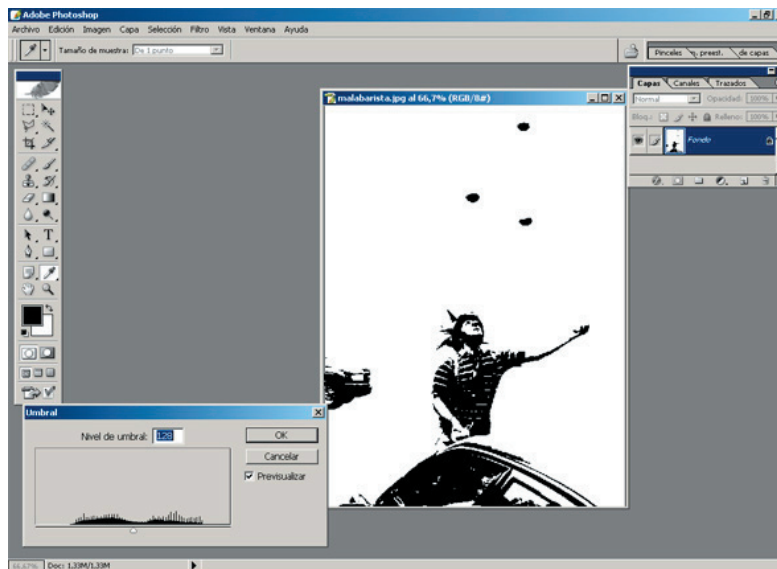 Adobe Photoshop
Archivo Edición Imagen Capa Selección Filtro Vista Ventana Ayuda
Tamaño de muestra: De 1 punto
Pinceles de capas
malabarista.jpg al 66,7% (RGB/8#)
Capas Canales Trazados
Normal Opacidad: 100%
Bloq.: Relleno: 100%
Fondo
T
Umbral
Nivel de umbral: 128
OK
Cancelar
Previsualizar
66,67% Doc: 1,33M/1,33M